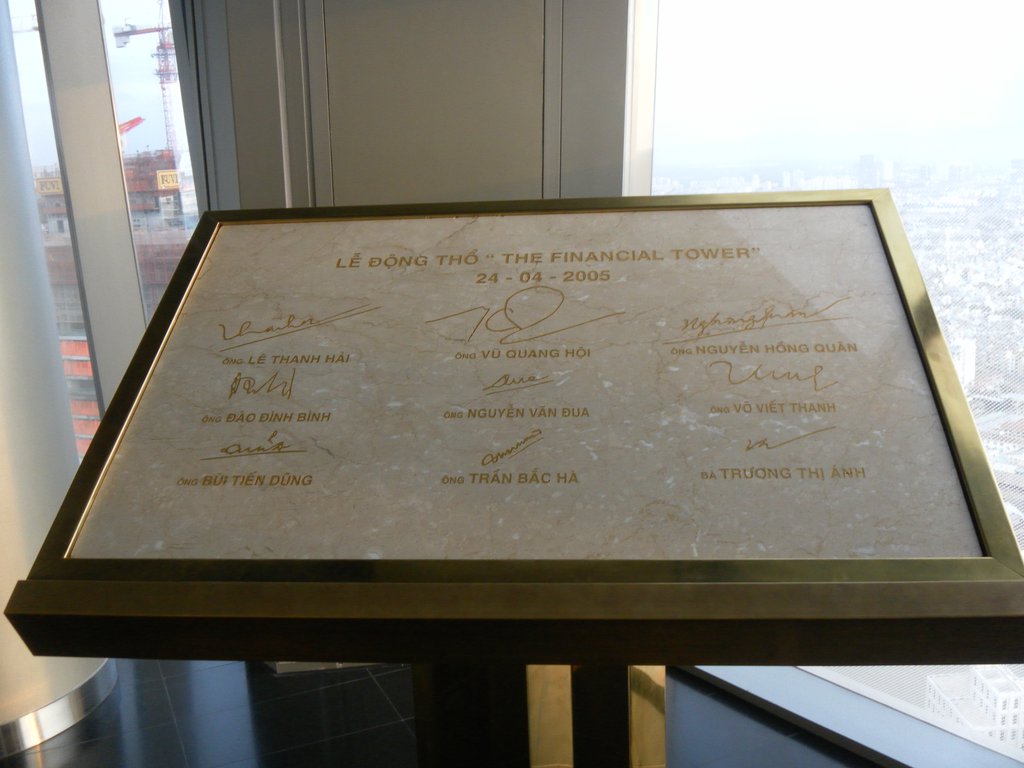 LỄ ĐỘNG THỔ “ THE FINANCIAL TOWER”
24 - 04 - 2005
ÔNG LÊ THANH HẢI
ÔNG VŨ QUANG HỘI
ÔNG NGUYỄN HỒNG QUÂN
ÔNG ĐÀO ĐÌNH BÌNH
ÔNG NGUYỄN VĂN ĐUA
ÔNG VÕ VIẾT THANH
ÔNG BÙI TIẾN DŨNG
ÔNG TRẦN BẮC HÀ
BÀ TRƯƠNG THỊ ÁNH